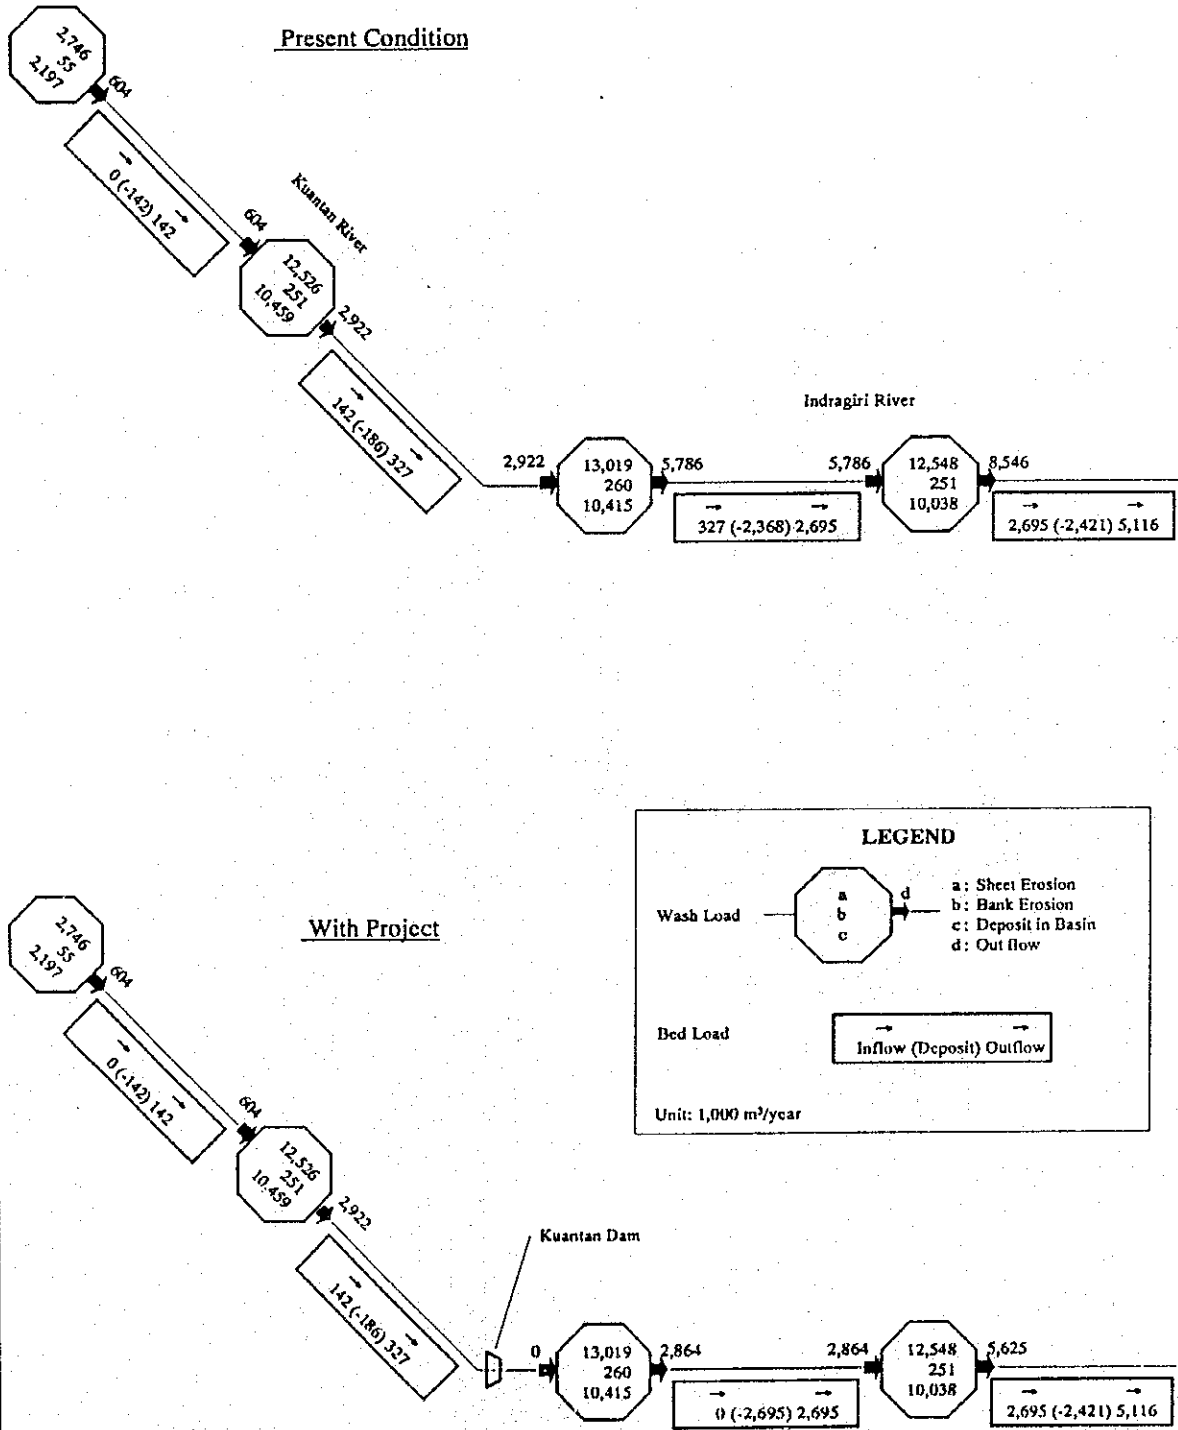 Present Condition
2,746
55
2,197
604
0 (-142) 142
604
Kuantan River
12,526
251
10,459
2,922
142 (-186) 327
Indragiri River
2,922
13,019
260
10,415
5,786
327 (-2,368) 2,695
5,786
12,548
251
10,038
8,546
2,695 (-2,421) 5,116
LEGEND
Wash Load
a
b
c
d
a : Sheet Erosion
b : Bank Erosion
c : Deposit in Basin
d : Out flow
Bed Load
Inflow (Deposit) Outflow
Unit: 1,000 m³/year
With Project
2,746
55
2,197
604
0 (-142) 142
604
12,526
251
10,459
2,922
142 (-186) 327
Kuantan Dam
0
13,019
260
10,415
2,864
0 (-2,695) 2,695
2,864
12,548
251
10,038
5,625
2,695 (-2,421) 5,116